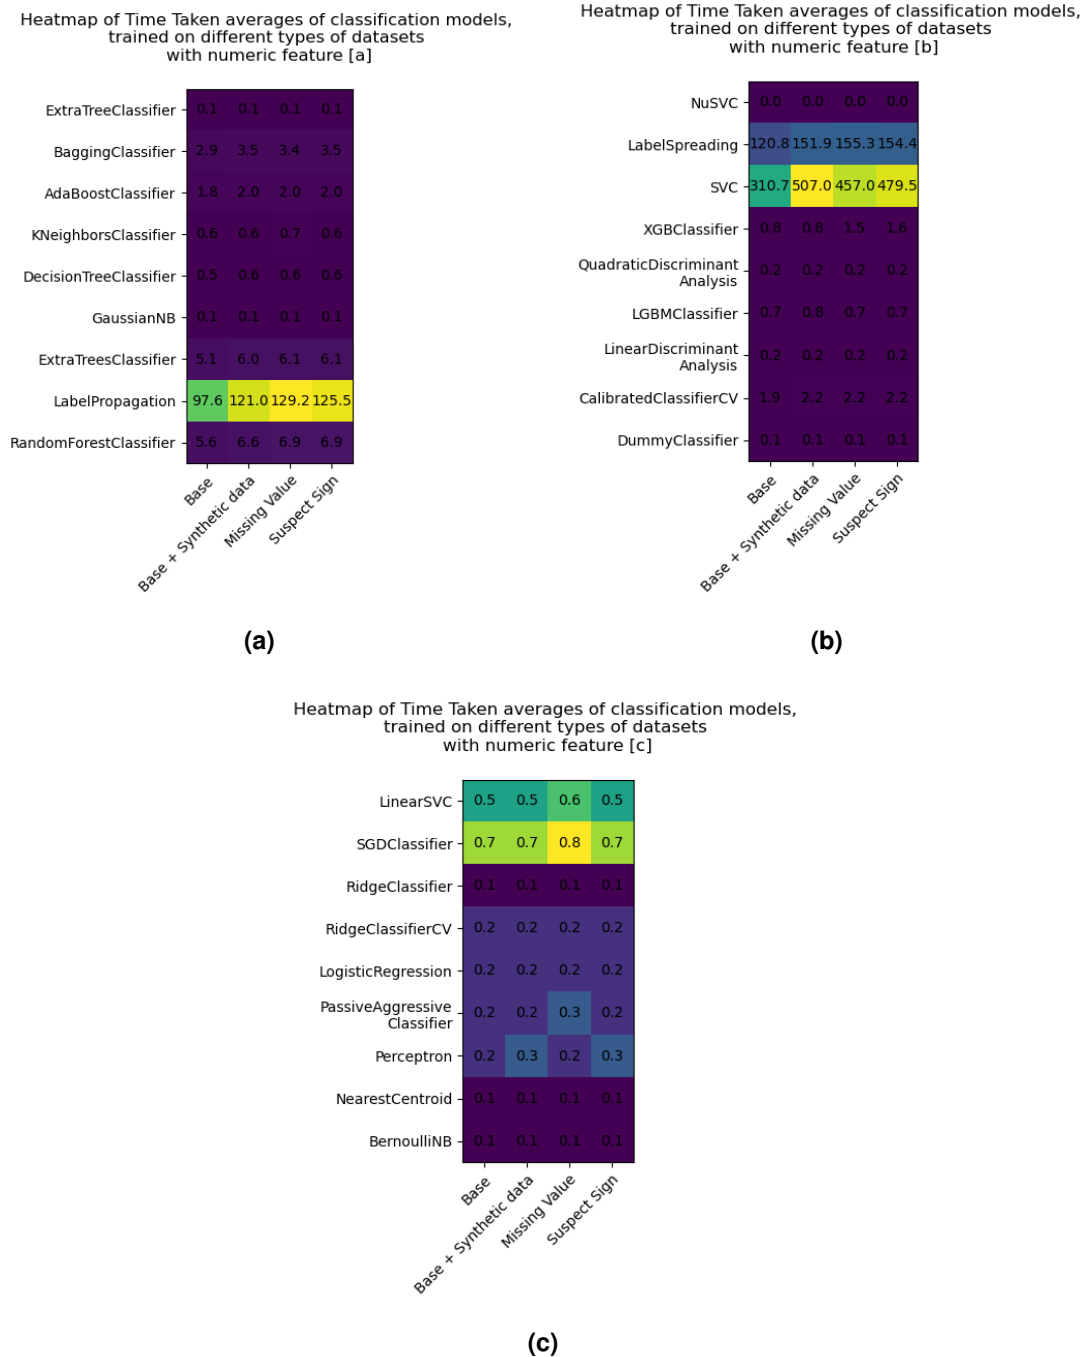 Heatmap of Time Taken averages of classification models,
trained on different types of datasets
with numeric feature [a]
ExtraTreeClassifier 0.1 0.1 0.1 0.1
BaggingClassifier 2.9 3.5 3.4 3.5
AdaBoostClassifier 1.8 2.0 2.0 2.0
KNeighborsClassifier 0.6 0.6 0.7 0.6
DecisionTreeClassifier 0.5 0.6 0.6 0.6
GaussianNB 0.1 0.1 0.1 0.1
ExtraTreesClassifier 5.1 6.0 6.1 6.1
LabelPropagation 97.6 121.0 129.2 125.5
RandomForestClassifier 5.6 6.6 6.9 6.9
Base
Base + Synthetic data
Missing Value
Suspect Sign
(a)
Heatmap of Time Taken averages of classification models,
trained on different types of datasets
with numeric feature [b]
NuSVC 0.0 0.0 0.0 0.0
LabelSpreading 120.8 151.9 155.3 154.4
SVC 310.7 507.0 457.0 479.5
XGBClassifier 0.8 0.8 1.5 1.6
QuadraticDiscriminant
Analysis 0.2 0.2 0.2 0.2
LGBMClassifier 0.7 0.8 0.7 0.7
LinearDiscriminant
Analysis 0.2 0.2 0.2 0.2
CalibratedClassifierCV 1.9 2.2 2.2 2.2
DummyClassifier 0.1 0.1 0.1 0.1
Base
Base + Synthetic data
Missing Value
Suspect Sign
(b)
Heatmap of Time Taken averages of classification models,
trained on different types of datasets
with numeric feature [c]
LinearSVC 0.5 0.5 0.6 0.5
SGDClassifier 0.7 0.7 0.8 0.7
RidgeClassifier 0.1 0.1 0.1 0.1
RidgeClassifierCV 0.2 0.2 0.2 0.2
LogisticRegression 0.2 0.2 0.2 0.2
PassiveAggressive
Classifier 0.2 0.2 0.3 0.2
Perceptron 0.2 0.3 0.2 0.3
NearestCentroid 0.1 0.1 0.1 0.1
BernoulliNB 0.1 0.1 0.1 0.1
Base
Base + Synthetic data
Missing Value
Suspect Sign
(c)